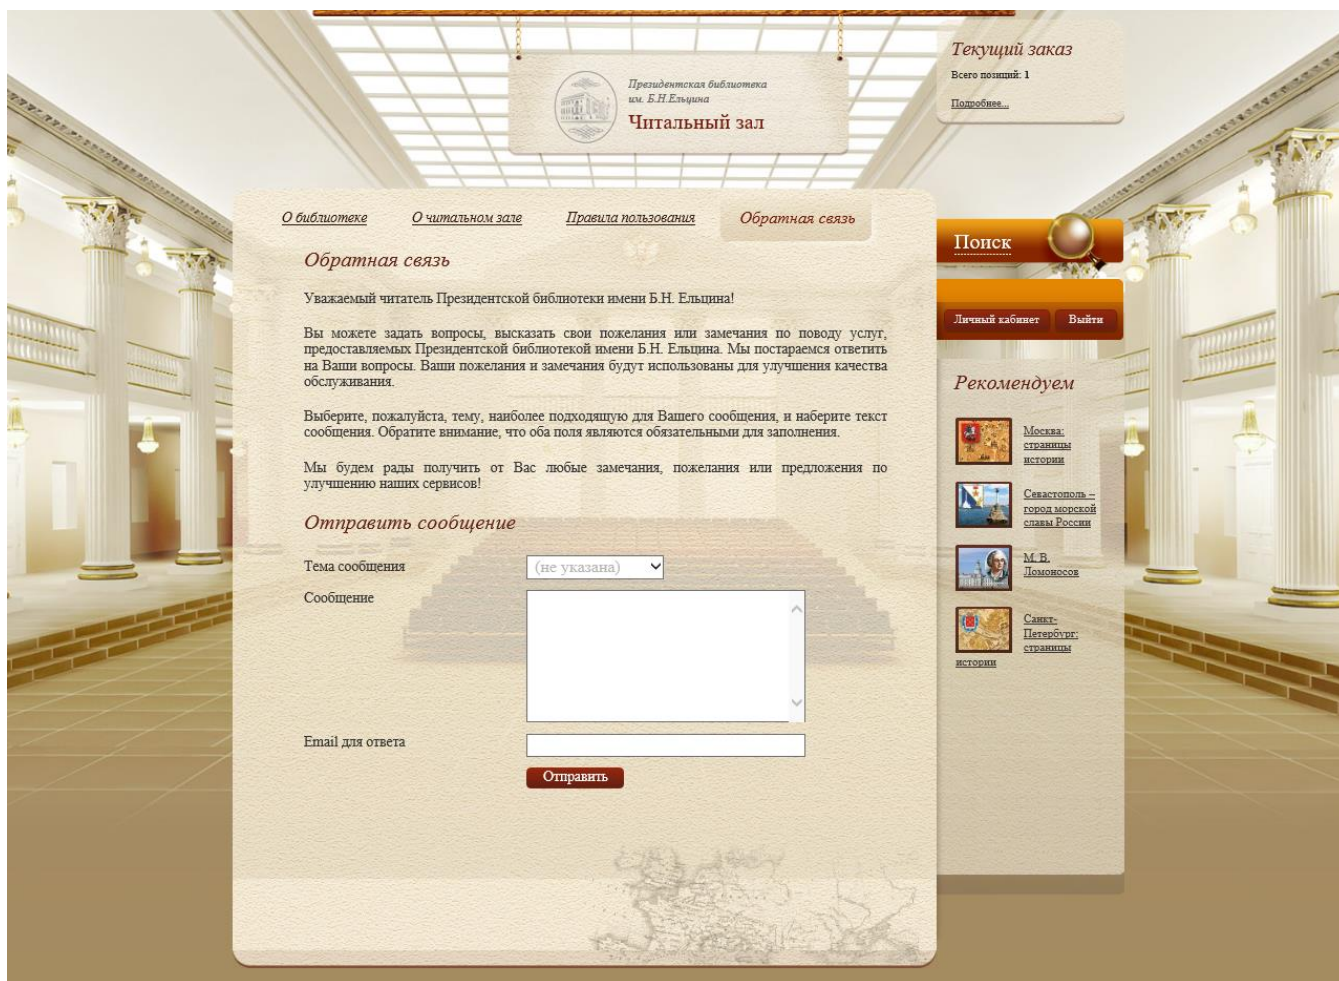 Президентская библиотека
им. Б.Н.Ельцина
Читальный зал
Текущий заказ
Всего позиций: 1
Подробнее...
О библиотеке
О читальном зале
Правила пользования
Обратная связь
Поиск
Личный кабинет
Выйти
Обратная связь
Уважаемый читатель Президентской библиотеки имени Б.Н. Ельцина!
Вы можете задать вопросы, высказать свои пожелания или замечания по поводу услуг,
предоставляемых Президентской библиотекой имени Б.Н. Ельцина. Мы постараемся ответить
на Ваши вопросы. Ваши пожелания и замечания будут использованы для улучшения качества
обслуживания.
Выберите, пожалуйста, тему, наиболее подходящую для Вашего сообщения, и наберите текст
сообщения. Обратите внимание, что оба поля являются обязательными для заполнения.
Мы будем рады получить от Вас любые замечания, пожелания или предложения по
улучшению наших сервисов!
Отправить сообщение
Тема сообщения
(не указана)
Сообщение
Email для ответа
Отправить
Рекомендуем
Москва:
страницы
истории
Севастополь –
город морской
славы России
М. В.
Ломоносов
Санкт-
Петербург:
страницы
истории